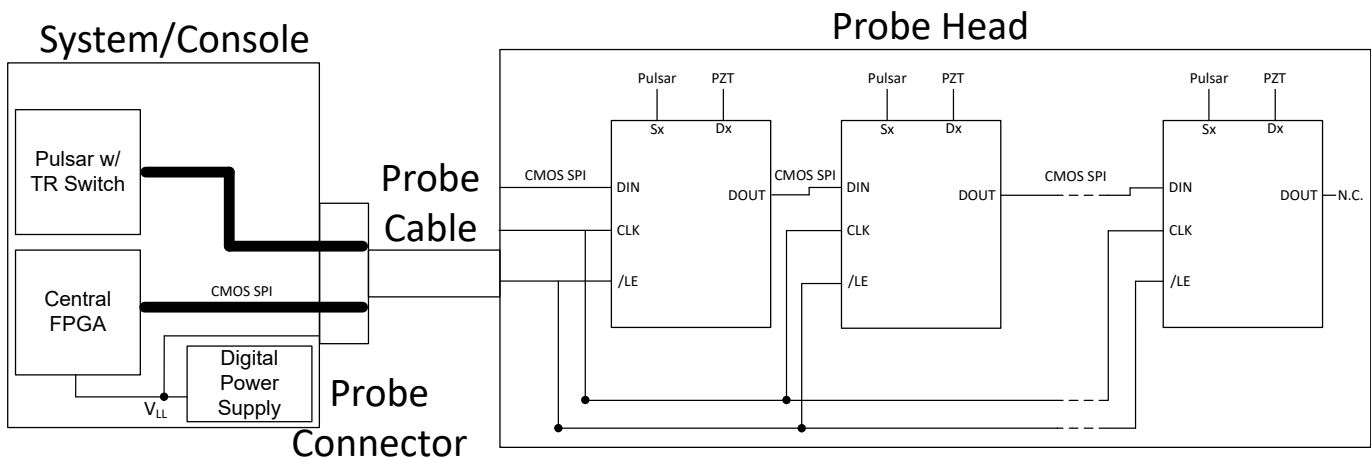 System/Console
Probe Head
Pulsar w/
TR Switch
Central
FPGA
CMOS SPI
Digital
Power
Supply
VLL
Probe
Cable
Probe
Connector
Pulsar
PZT
Sx
Dx
CMOS SPI
DIN
CLK
/LE
DOUT
CMOS SPI
Pulsar
PZT
Sx
Dx
DIN
CLK
/LE
DOUT
CMOS SPI
Pulsar
PZT
Sx
Dx
DIN
CLK
/LE
DOUT
N.C.